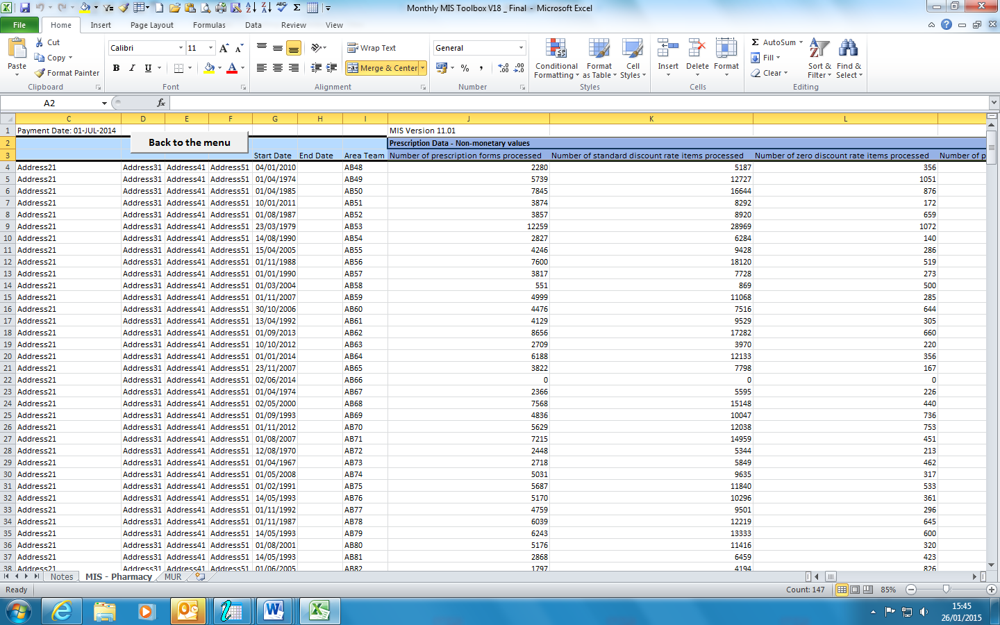 Monthly MIS Toolbox V18 _ Final - Microsoft Excel
File Home Insert Page Layout Formulas Data Review View
Paste
Cut
Copy
Format Painter
Clipboard
Calibri 11
B I U
Font
Wrap Text
Merge & Center
Alignment
General
% ,
Number
Conditional Formatting
Format as Table
Cell Styles
Styles
Insert Delete Format
Cells
AutoSum
Fill
Clear
Sort & Filter
Find & Select
Editing
A2 fx
C D E F G H I J K L
1 Payment Date: 01-JUL-2014 MIS Version 11.01
Back to the menu
2 Prescription Data - Non-monetary values
3 Start Date End Date Area Team Number of prescription forms processed Number of standard discount rate items processed Number of zero discount rate items processed Number of p
4 Address21 Address31 Address41 Address51 04/01/2010 AB48 2280 5187 356
5 Address21 Address31 Address41 Address51 01/04/1974 AB49 5739 12727 1051
6 Address21 Address31 Address41 Address51 01/04/1985 AB50 7845 16644 876
7 Address21 Address31 Address41 Address51 10/01/2011 AB51 3874 8292 172
8 Address21 Address31 Address41 Address51 01/08/1987 AB52 3857 8920 659
9 Address21 Address31 Address41 Address51 23/03/1979 AB53 12259 28969 1072
10 Address21 Address31 Address41 Address51 14/08/1990 AB54 2827 6284 140
11 Address21 Address31 Address41 Address51 15/04/2005 AB55 4246 9428 286
12 Address21 Address31 Address41 Address51 01/11/1988 AB56 7600 18120 519
13 Address21 Address31 Address41 Address51 01/01/1990 AB57 3817 7728 273
14 Address21 Address31 Address41 Address51 01/03/2004 AB58 551 869 500
15 Address21 Address31 Address41 Address51 01/11/2007 AB59 4999 11068 285
16 Address21 Address31 Address41 Address51 30/10/2006 AB60 4476 7516 644
17 Address21 Address31 Address41 Address51 13/04/1992 AB61 4129 9529 305
18 Address21 Address31 Address41 Address51 01/09/2013 AB62 8656 17282 660
19 Address21 Address31 Address41 Address51 10/10/2012 AB63 2709 3970 220
20 Address21 Address31 Address41 Address51 01/01/2014 AB64 6188 12133 356
21 Address21 Address31 Address41 Address51 23/11/2007 AB65 3822 7798 167
22 Address21 Address31 Address41 Address51 02/06/2014 AB66 0 0 0
23 Address21 Address31 Address41 Address51 01/04/1974 AB67 2366 5595 226
24 Address21 Address31 Address41 Address51 02/05/2000 AB68 7568 15148 440
25 Address21 Address31 Address41 Address51 01/09/1993 AB69 4836 10047 736
26 Address21 Address31 Address41 Address51 01/11/2012 AB70 5629 12038 753
27 Address21 Address31 Address41 Address51 01/08/2007 AB71 7215 14959 451
28 Address21 Address31 Address41 Address51 12/08/1970 AB72 2448 5344 213
29 Address21 Address31 Address41 Address51 01/04/1967 AB73 2718 5849 462
30 Address21 Address31 Address41 Address51 01/05/2008 AB74 5031 9635 317
31 Address21 Address31 Address41 Address51 01/02/1991 AB75 5687 11840 533
32 Address21 Address31 Address41 Address51 14/05/1993 AB76 5170 10296 361
33 Address21 Address31 Address41 Address51 01/11/1992 AB77 4759 9501 296
34 Address21 Address31 Address41 Address51 01/11/1987 AB78 6039 12219 645
35 Address21 Address31 Address41 Address51 14/05/1993 AB79 6243 13333 600
36 Address21 Address31 Address41 Address51 01/08/2001 AB80 5176 11416 320
37 Address21 Address31 Address41 Address51 14/05/1993 AB81 2868 6459 423
38 Address21 Address31 Address41 Address51 01/06/2005 AB82 1797 4194 826
Notes MIS - Pharmacy MUR
Ready Count: 147 85%
15:45
26/01/2015